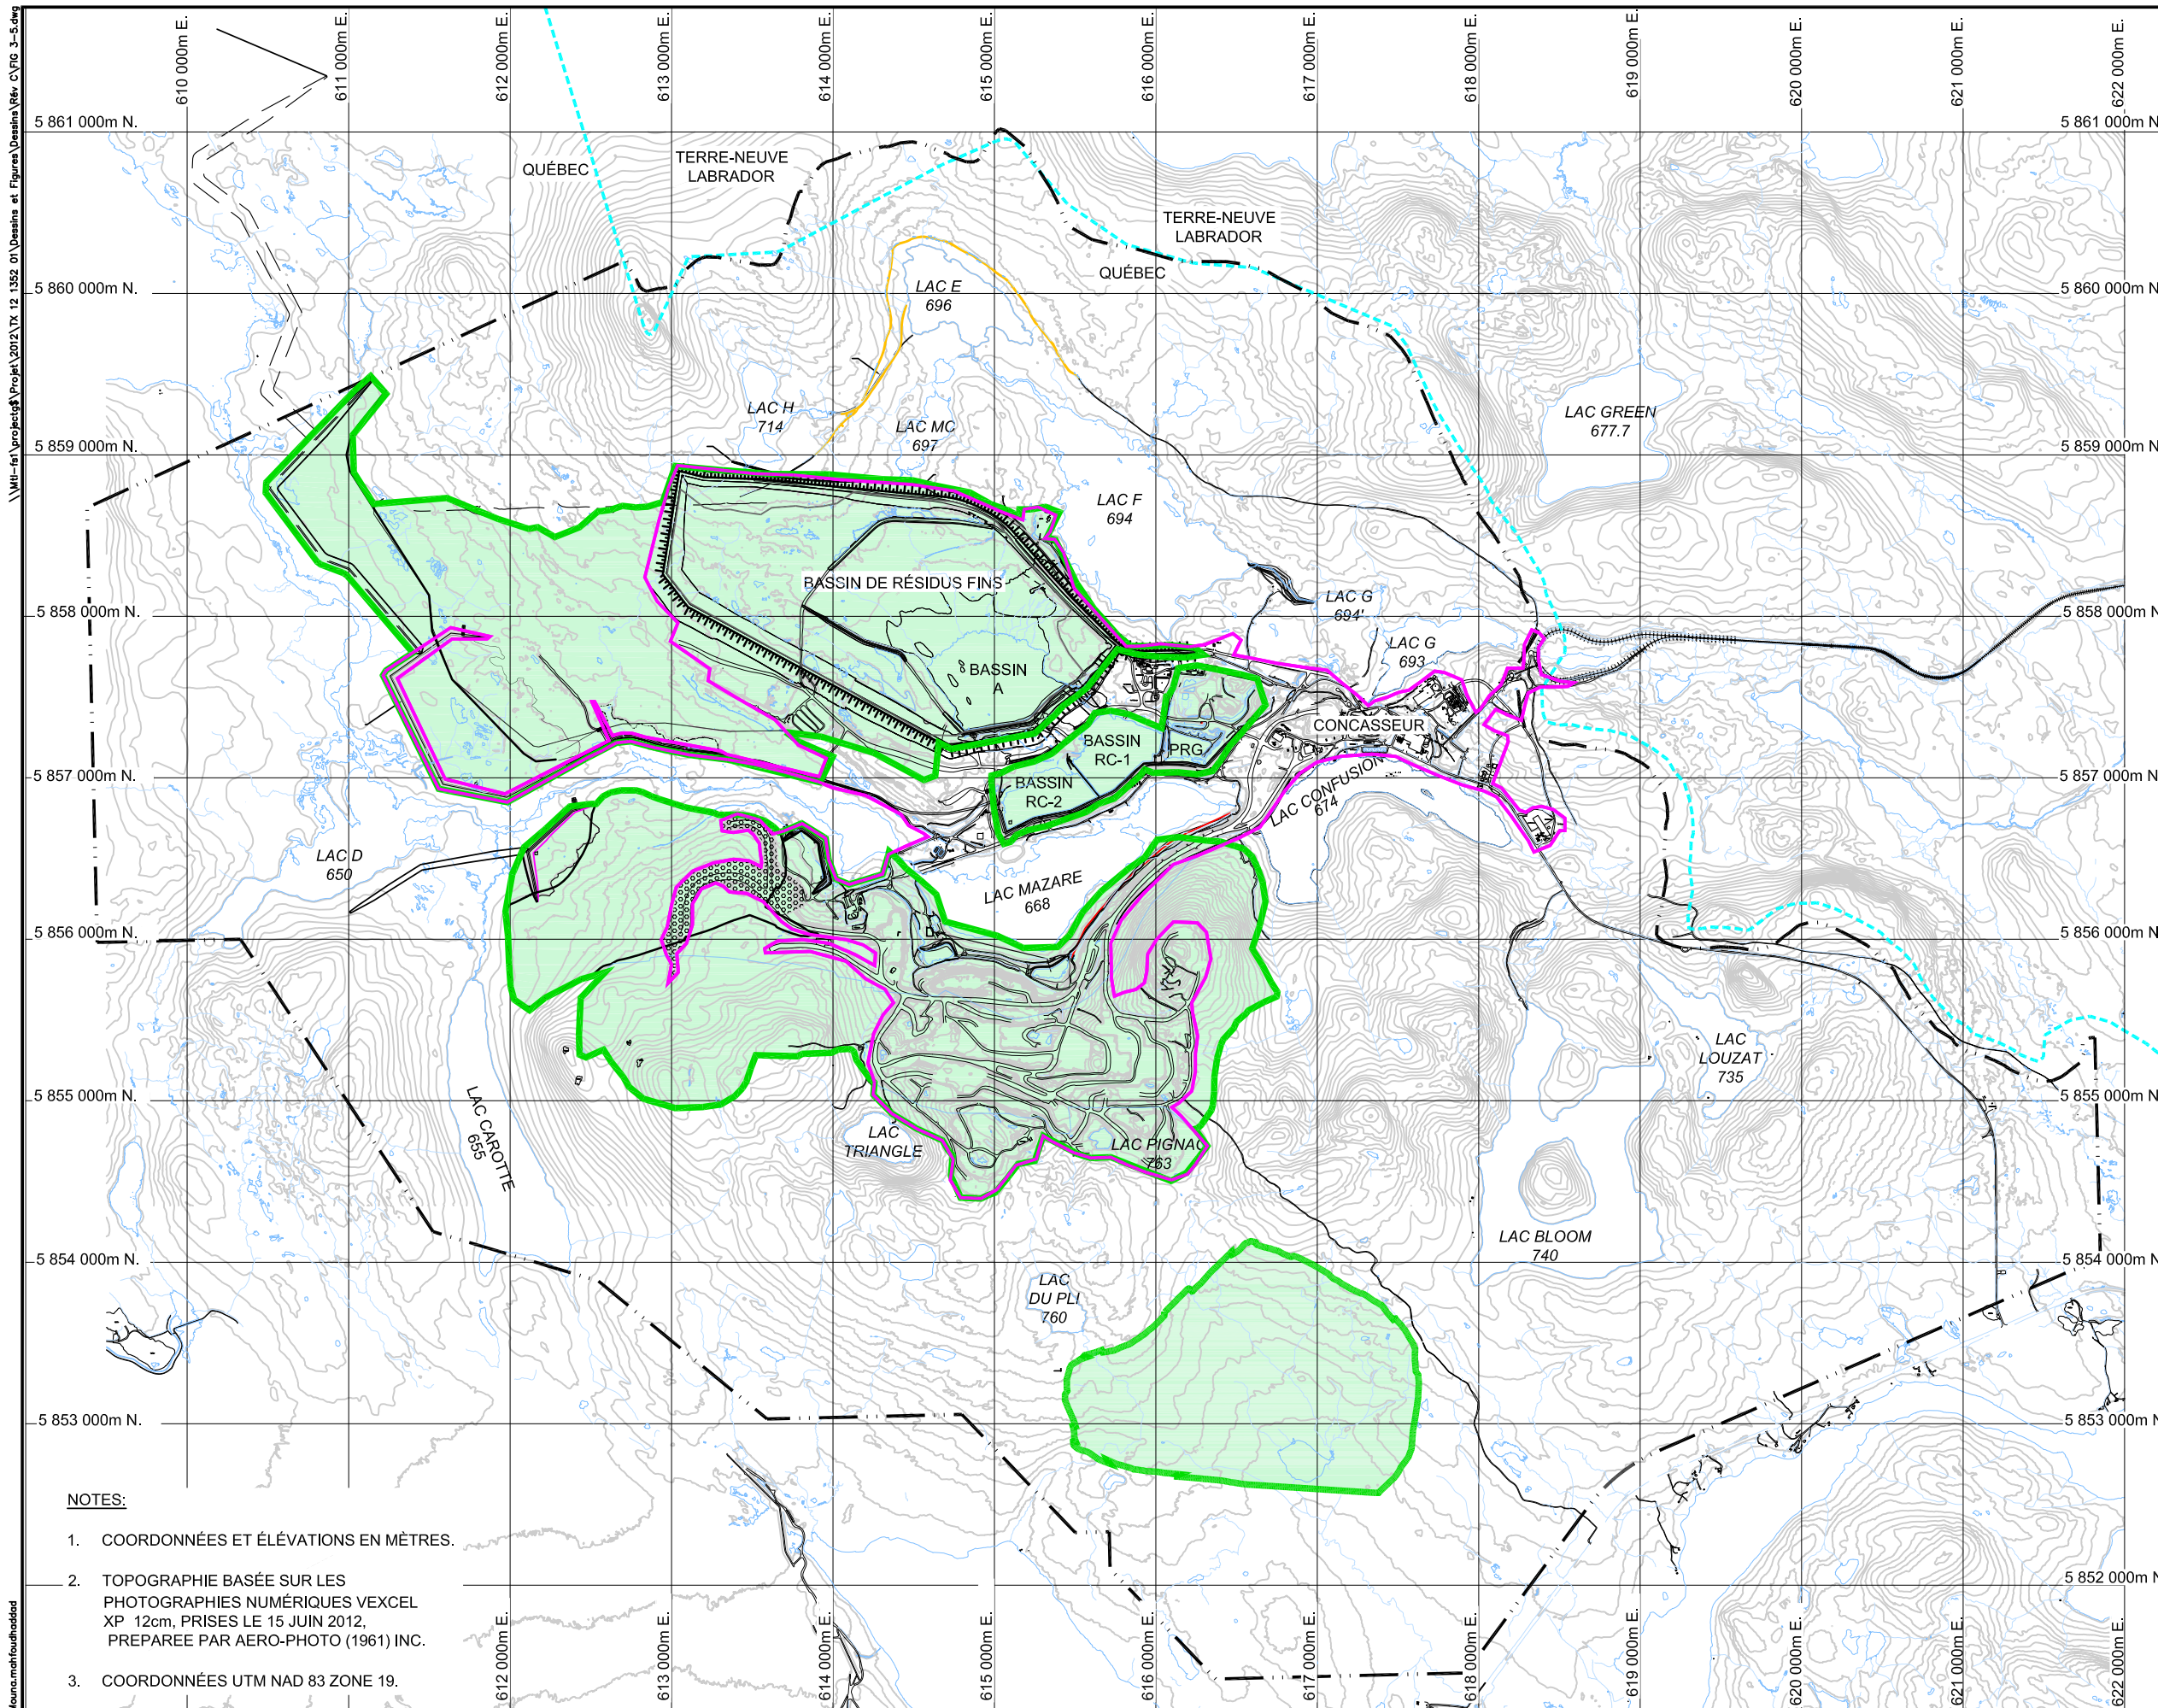 \\Mtl-fs1\projectg$\Projet\2012\TX 12 1352 01\Dessins et Figures\Dessins\Rév C\FIG 3-5.dwg
610 000m E.
611 000m E.
612 000m E.
613 000m E.
614 000m E.
615 000m E.
616 000m E.
617 000m E.
618 000m E.
619 000m E.
620 000m E.
621 000m E.
622 000m E.
5 861 000m N.
5 861 000m N
QUÉBEC
TERRE-NEUVE
LABRADOR
TERRE-NEUVE
LABRADOR
QUÉBEC
5 860 000m N.
5 860 000m N
LAC E
696
LAC H
714
LAC MC
697
LAC GREEN
677.7
5 859 000m N.
5 859 000m N
LAC F
694
BASSIN DE RÉSIDUS FINS
LAC G
694'
5 858 000m N.
5 858 000m N
LAC G
693
BASSIN
A
CONCASSEUR
BASSIN
RC-1
PRG
BASSIN
RC-2
5 857 000m N.
5 857 000m N
LAC CONFUSION
674
LAC D
650
LAC MAZARE
668
5 856 000m N.
5 856 000m N
LAC
LOUZAT
735
5 855 000m N.
5 855 000m N
LAC CAROTTE
655
LAC
TRIANGLE
LAC PIGNAC
763
LAC BLOOM
740
5 854 000m N.
5 854 000m N
LAC
DU PLI
760
5 853 000m N.
5 853 000m N
NOTES:
1. COORDONNÉES ET ÉLÉVATIONS EN MÈTRES.
2. TOPOGRAPHIE BASÉE SUR LES
PHOTOGRAPHIES NUMÉRIQUES VEXCEL
XP 12cm, PRISES LE 15 JUIN 2012,
PREPAREE PAR AERO-PHOTO (1961) INC.
3. COORDONNÉES UTM NAD 83 ZONE 19.
5 852 000m N
612 000m E.
613 000m E.
614 000m E.
615 000m E.
616 000m E.
617 000m E.
618 000m E.
619 000m E.
620 000m E.
621 000m E.
622 000m E.